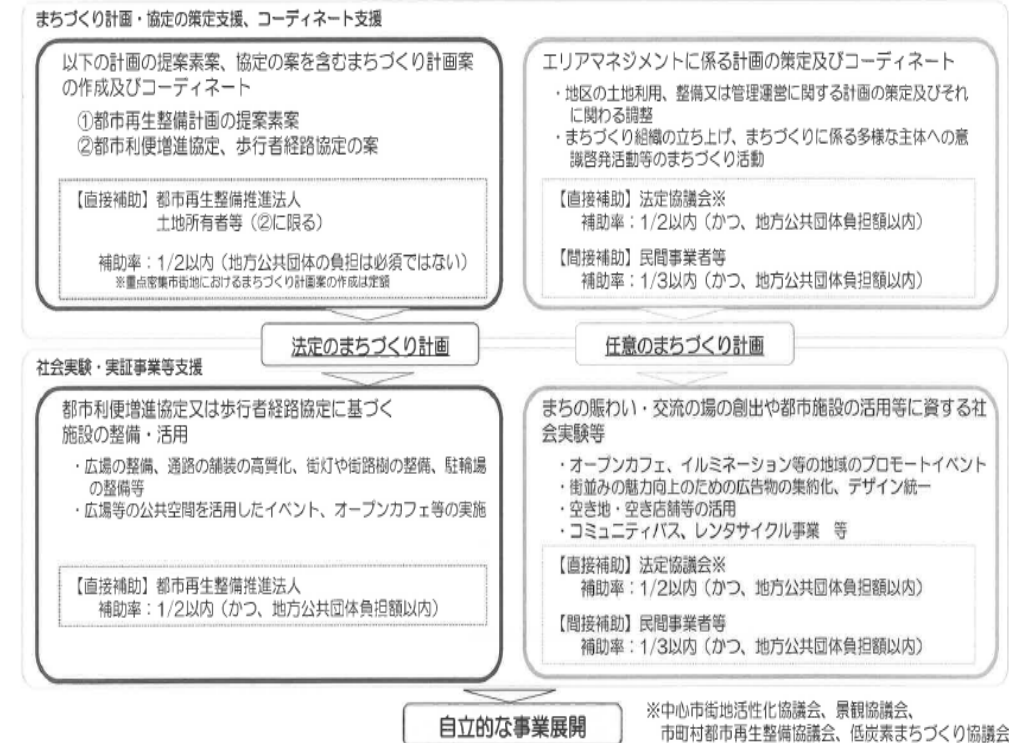 まちづくり計画・協定の策定支援、コーディネート支援
以下の計画の提案素案、協定の案を含むまちづくり計画案
の作成及びコーディネート
①都市再生整備計画の提案素案
②都市利便増進協定、歩行者経路協定の案
【直接補助】都市再生整備推進法人
土地所有者等（②に限る）
補助率：1/2以内（地方公共団体の負担は必須ではない）
※重点密集市街地におけるまちづくり計画案の作成は定額
エリアマネジメントに係る計画の策定及びコーディネート
・地区の土地利用、整備又は管理運営に関する計画の策定及びそれ
に関わる調整
・まちづくり組織の立ち上げ、まちづくりに係る多様な主体への意
識啓発活動等のまちづくり活動
【直接補助】法定協議会※
補助率：1/2以内（かつ、地方公共団体負担額以内）
【間接補助】民間事業者等
補助率：1/3以内（かつ、地方公共団体負担額以内）
法定のまちづくり計画
任意のまちづくり計画
社会実験・実証事業等支援
都市利便増進協定又は歩行者経路協定に基づく
施設の整備・活用
・広場の整備、通路の舗装の高質化、街灯や街路樹の整備、駐輪場
の整備等
・広場等の公共空間を活用したイベント、オープンカフェ等の実施
【直接補助】都市再生整備推進法人
補助率：1/2以内（かつ、地方公共団体負担額以内）
まちの賑わい・交流の場の創出や都市施設の活用等に資する社
会実験等
・オープンカフェ、イルミネーション等の地域のプロモートイベント
・街並みの魅力向上のための広告物の集約化、デザイン統一
・空き地・空き店舗等の活用
・コミュニティバス、レンタサイクル事業　等
【直接補助】法定協議会※
補助率：1/2以内（かつ、地方公共団体負担額以内）
【間接補助】民間事業者等
補助率：1/3以内（かつ、地方公共団体負担額以内）
自立的な事業展開
※中心市街地活性化協議会、景観協議会、
市町村都市再生整備協議会、低炭素まちづくり協議会